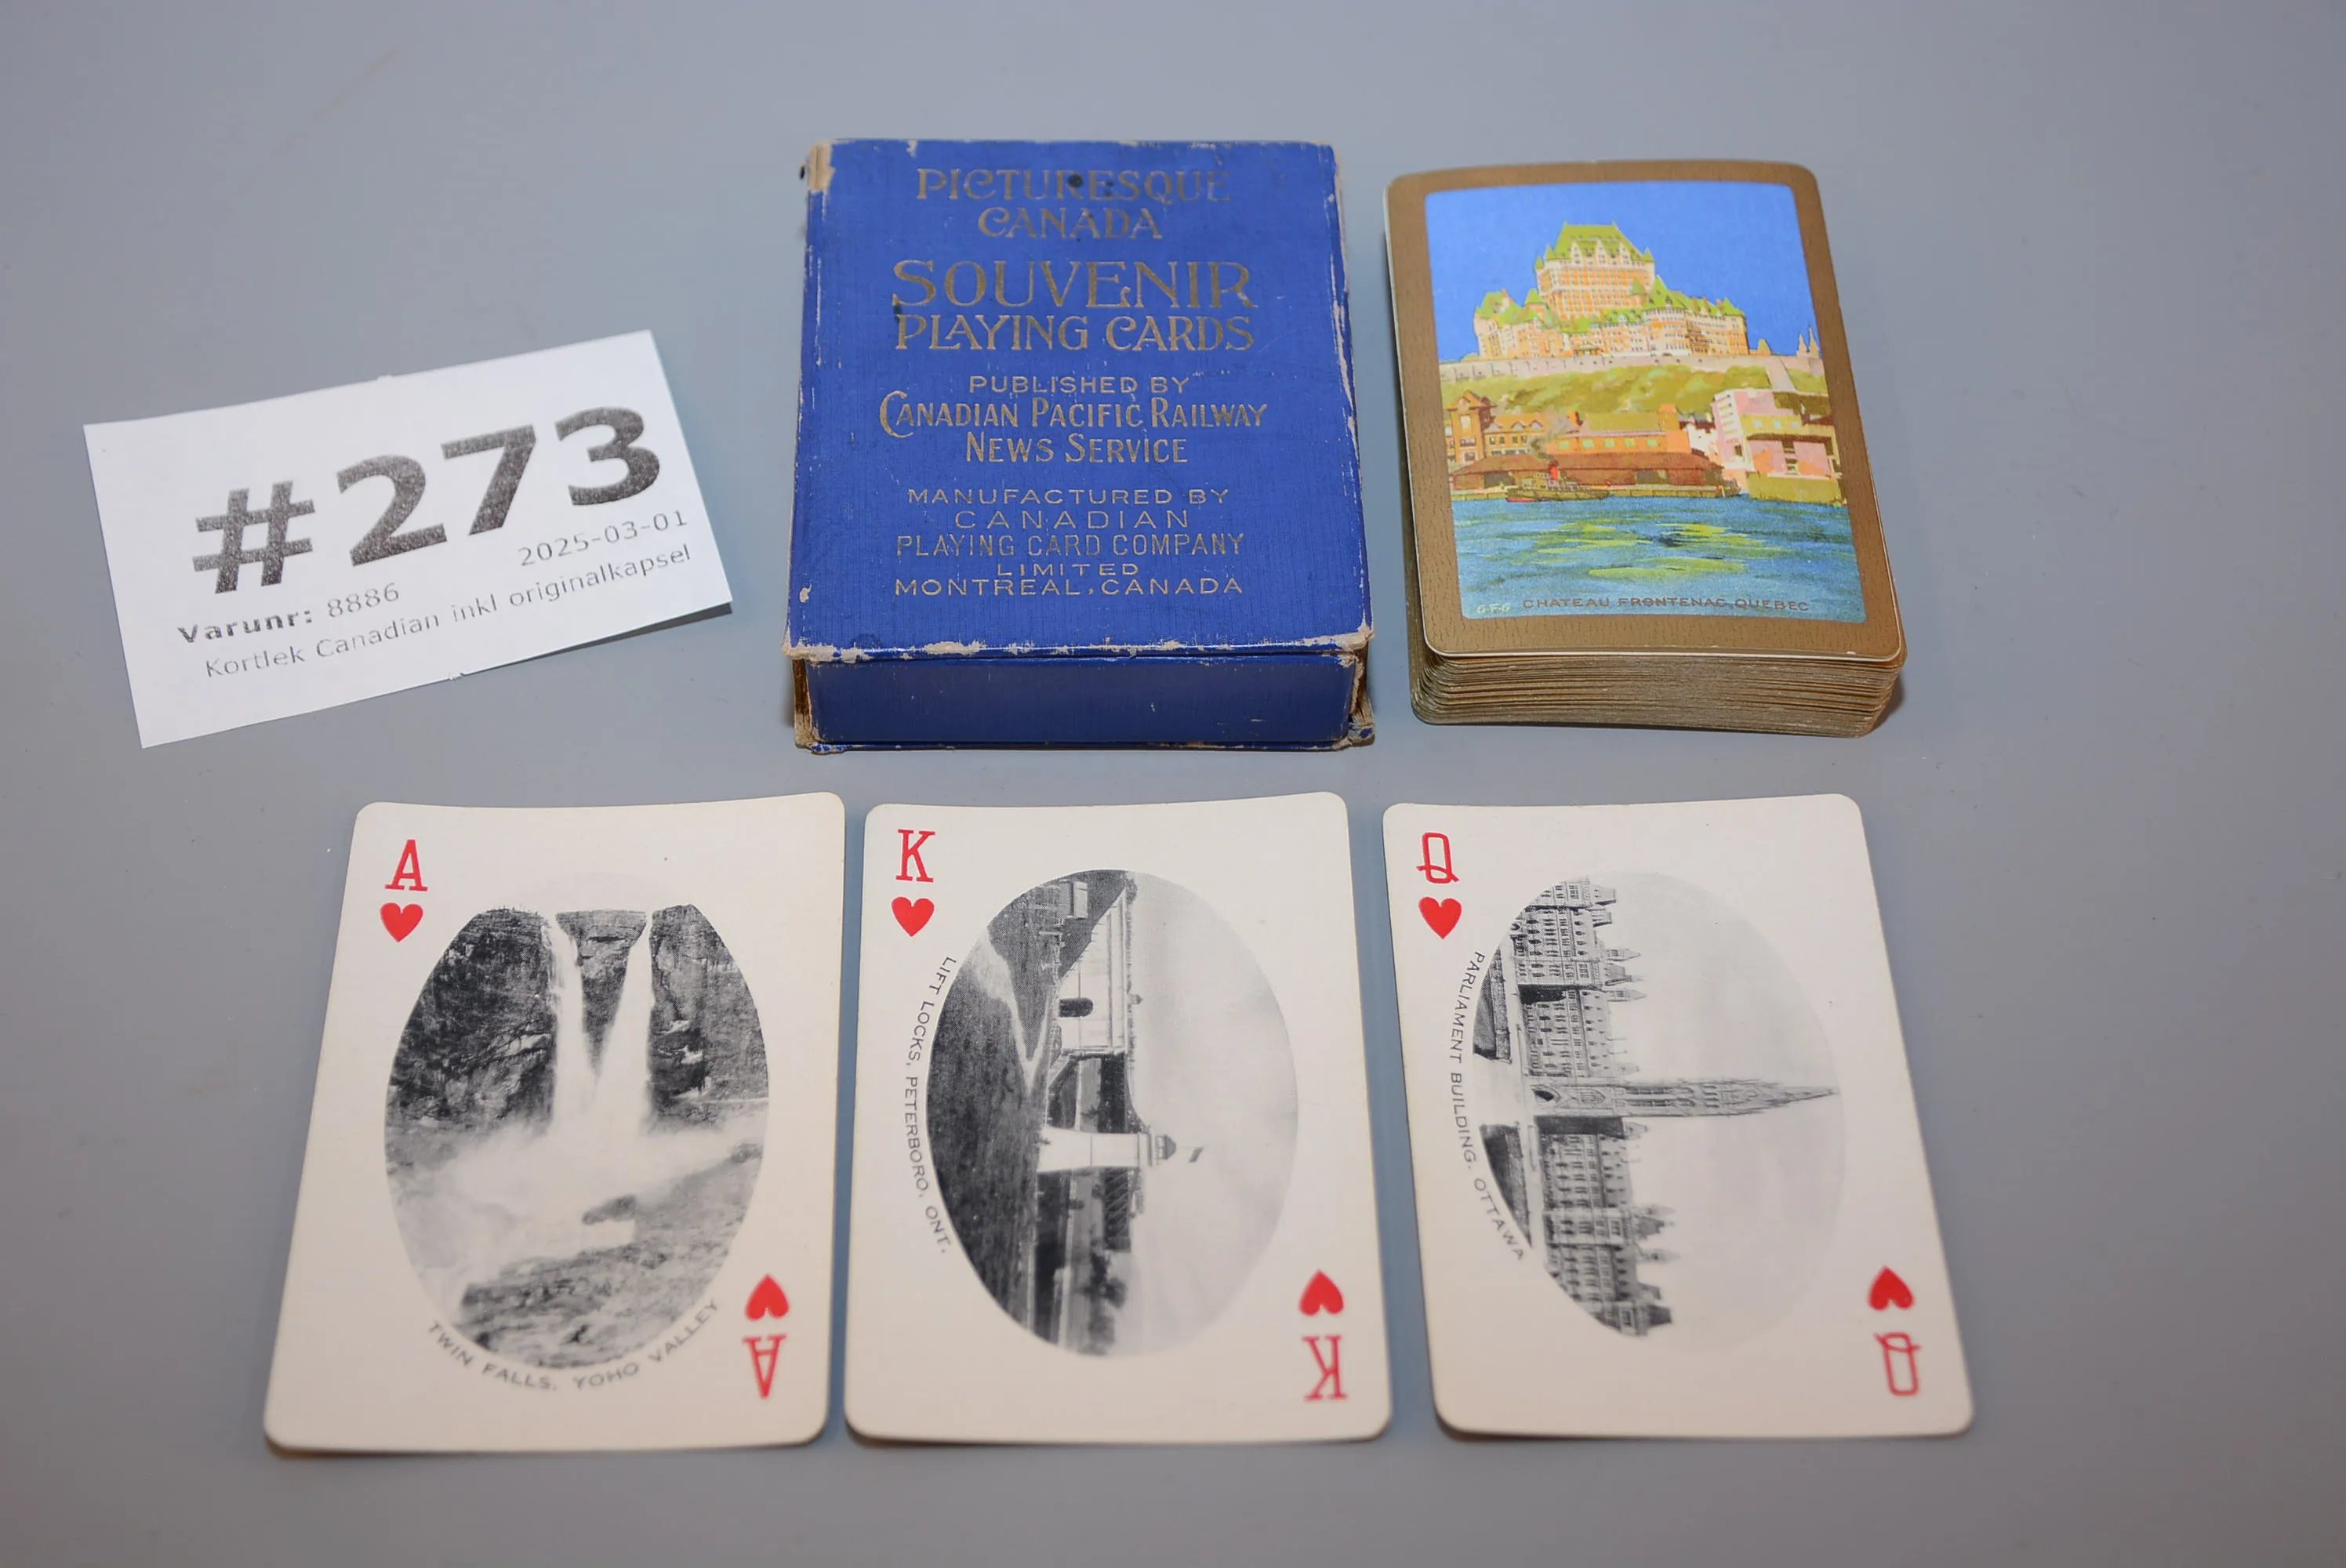 #273
2025-03-01
Varunr: 8886
Kortlek Canadian inkl originalkapsel
PICTURESQUE
CANADA
SOUVENIR
PLAYING CARDS
PUBLISHED BY
CANADIAN PACIFIC RAILWAY
NEWS SERVICE
MANUFACTURED BY
CANADIAN
PLAYING CARD COMPANY
LIMITED
MONTREAL, CANADA
G·F·G CHATEAU FRONTENAC, QUEBEC
A
TWIN FALLS, YOHO VALLEY
A
K
LIFT LOCKS, PETERBORO, ONT.
K
Q
PARLIAMENT BUILDING, OTTAWA
Q